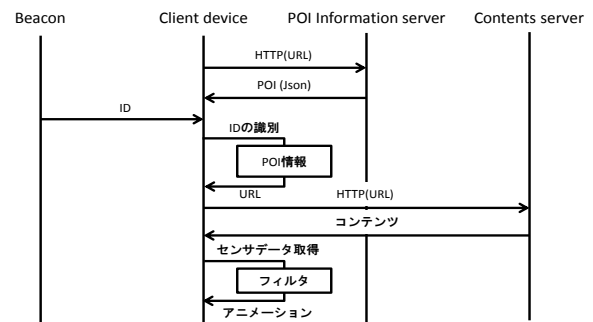 Beacon
Client device
POI Information server
Contents server
HTTP(URL)
POI (Json)
ID
IDの識別
POI情報
URL
HTTP(URL)
コンテンツ
センサデータ取得
フィルタ
アニメーション